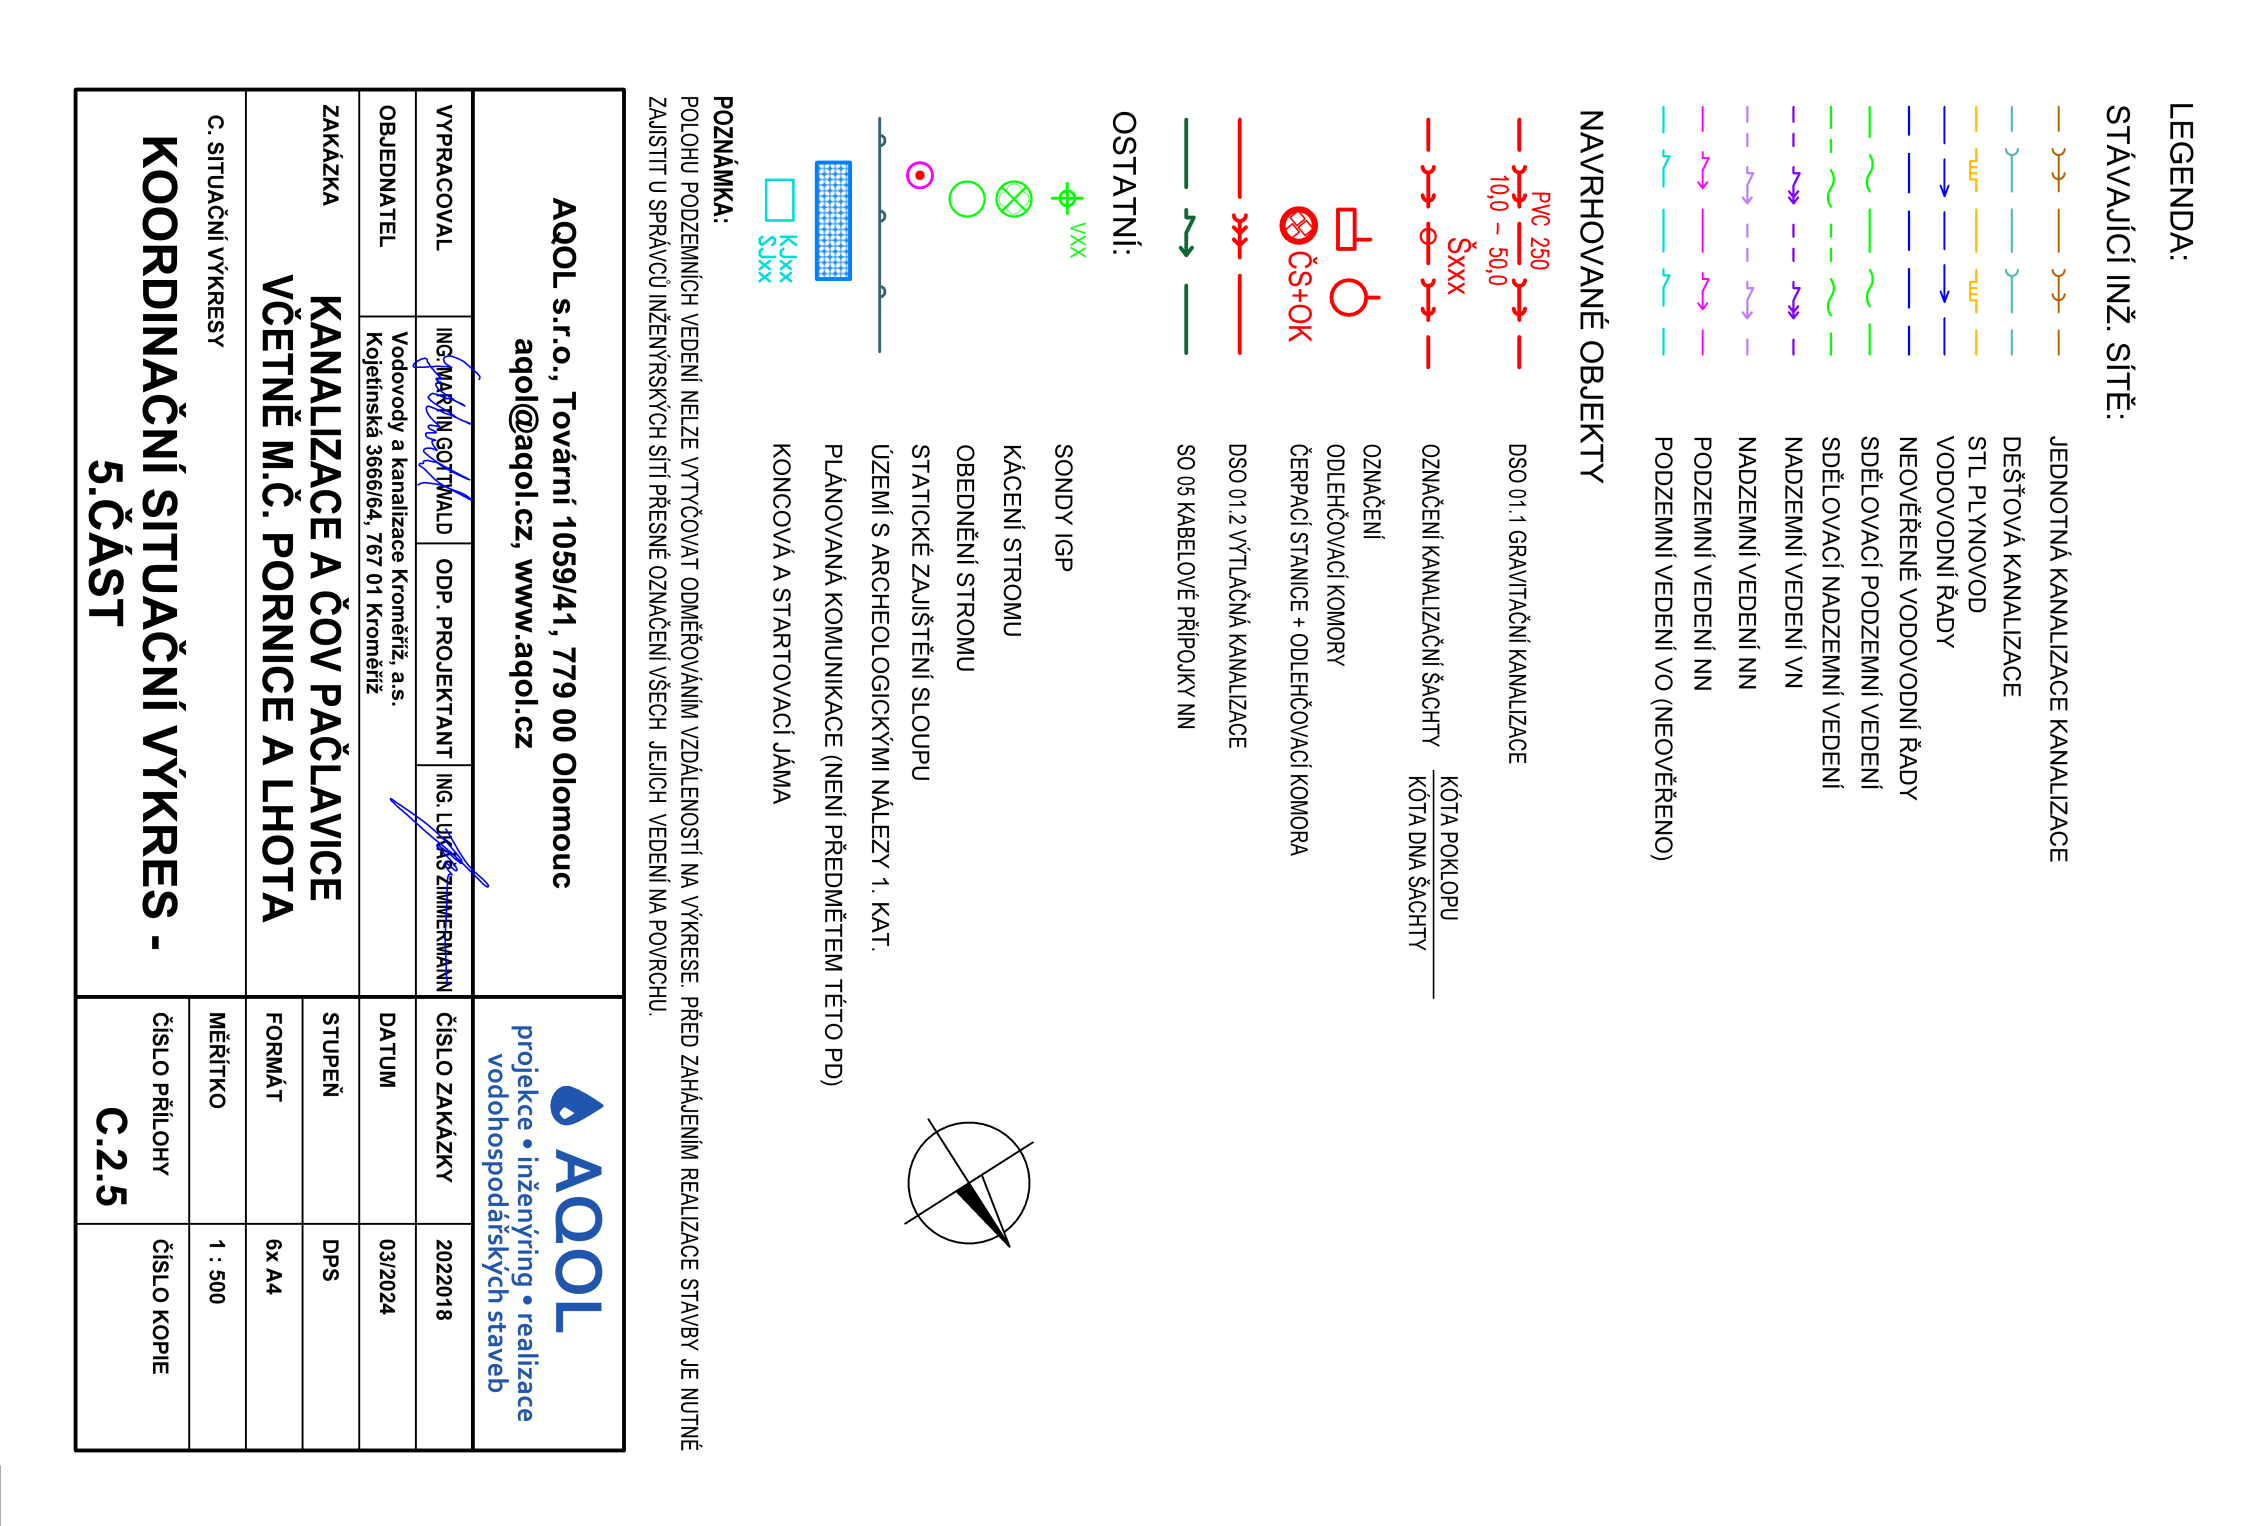 LEGENDA:
STÁVAJÍCÍ INŽ. SÍTĚ:
JEDNOTNÁ KANALIZACE KANALIZACE
DEŠŤOVÁ KANALIZACE
STL PLYNOVOD
VODOVODNÍ ŘADY
NEOVĚŘENÉ VODOVODNÍ ŘADY
SDĚLOVACÍ PODZEMNÍ VEDENÍ
SDĚLOVACÍ NADZEMNÍ VEDENÍ
NADZEMNÍ VEDENÍ VN
NADZEMNÍ VEDENÍ NN
PODZEMNÍ VEDENÍ NN
PODZEMNÍ VEDENÍ VO (NEOVĚŘENO)
NAVRHOVANÉ OBJEKTY
PVC 250
10,0 – 50,0
DSO 01.1 GRAVITAČNÍ KANALIZACE
Šxxx
OZNAČENÍ KANALIZAČNÍ ŠACHTY
KÓTA POKLOPU
KÓTA DNA ŠACHTY
OZNAČENÍ
ODLEHČOVACÍ KOMORY
ČS+OK
ČERPACÍ STANICE + ODLEHČOVACÍ KOMORA
DSO 01.2 VÝTLAČNÁ KANALIZACE
SO 05 KABELOVÉ PŘÍPOJKY NN
OSTATNÍ:
VXX
SONDY IGP
KÁCENÍ STROMU
OBEDNĚNÍ STROMU
STATICKÉ ZAJIŠTĚNÍ SLOUPU
ÚZEMÍ S ARCHEOLOGICKÝMI NÁLEZY 1. KAT.
PLÁNOVANÁ KOMUNIKACE (NENÍ PŘEDMĚTEM TÉTO PD)
KJxx
SJxx
KONCOVÁ A STARTOVACÍ JÁMA
POZNÁMKA:
POLOHU PODZEMNÍCH VEDENÍ NELZE VYTYČOVAT ODMĚŘOVÁNÍM VZDÁLENOSTÍ NA VÝKRESE. PŘED ZAHÁJENÍM REALIZACE STAVBY JE NUTNÉ
ZAJISTIT U SPRÁVCŮ INŽENÝRSKÝCH SÍTÍ PŘESNÉ OZNAČENÍ VŠECH JEJICH VEDENÍ NA POVRCHU.
AQOL s.r.o., Tovární 1059/41, 779 00 Olomouc
aqol@aqol.cz, www.aqol.cz
AQOL
projekce • inženýring • realizace
vodohospodářských staveb
VYPRACOVAL
ING. MARTIN GOTTWALD
ODP. PROJEKTANT
ING. LUKÁŠ ZIMMERMANN
ČÍSLO ZAKÁZKY
2022018
OBJEDNATEL
Vodovody a kanalizace Kroměříž, a.s.
Kojetínská 3666/64, 767 01 Kroměříž
DATUM
03/2024
ZAKÁZKA
KANALIZACE A ČOV PAČLAVICE
VČETNĚ M.Č. PORNICE A LHOTA
STUPEŇ
DPS
FORMÁT
6x A4
C. SITUAČNÍ VÝKRESY
MĚŘÍTKO
1 : 500
KOORDINAČNÍ SITUAČNÍ VÝKRES -
5.ČÁST
ČÍSLO PŘÍLOHY
C.2.5
ČÍSLO KOPIE